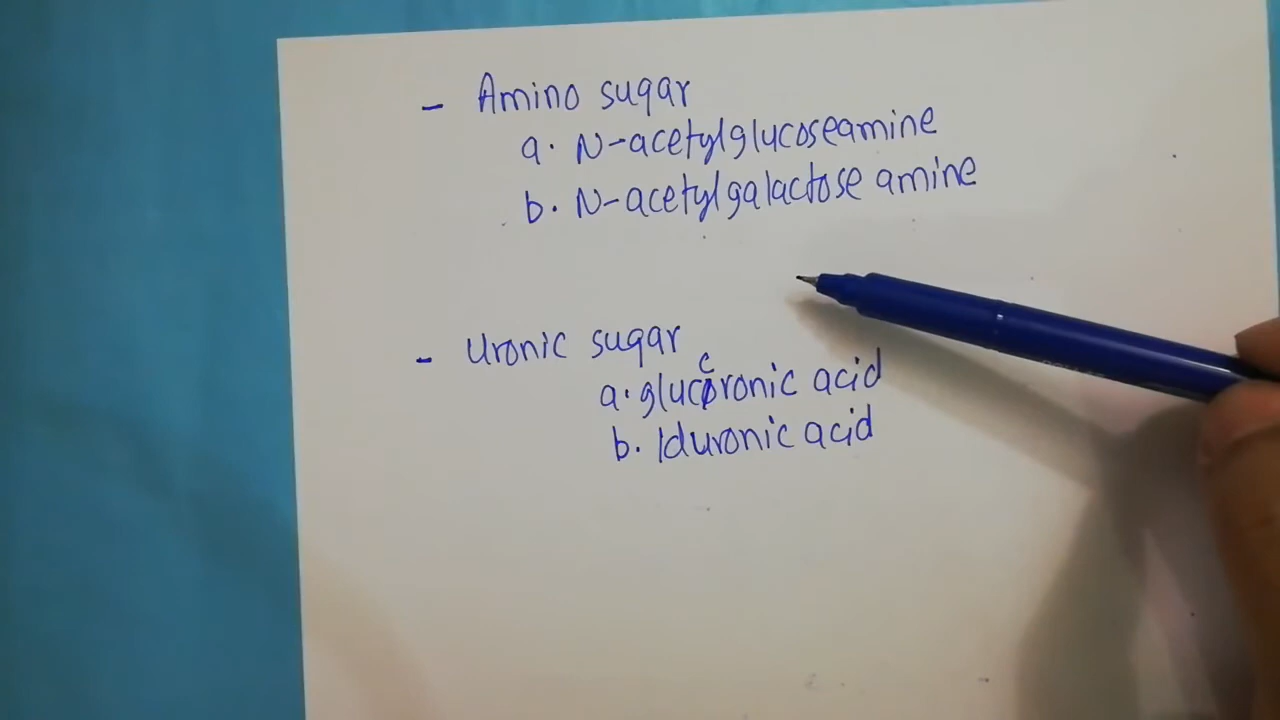 - Amino sugar
a. N-acetylglucoseamine
b. N-acetylgalactose amine
- Uronic sugar
a. glucoronic acid
b. Iduronic acid